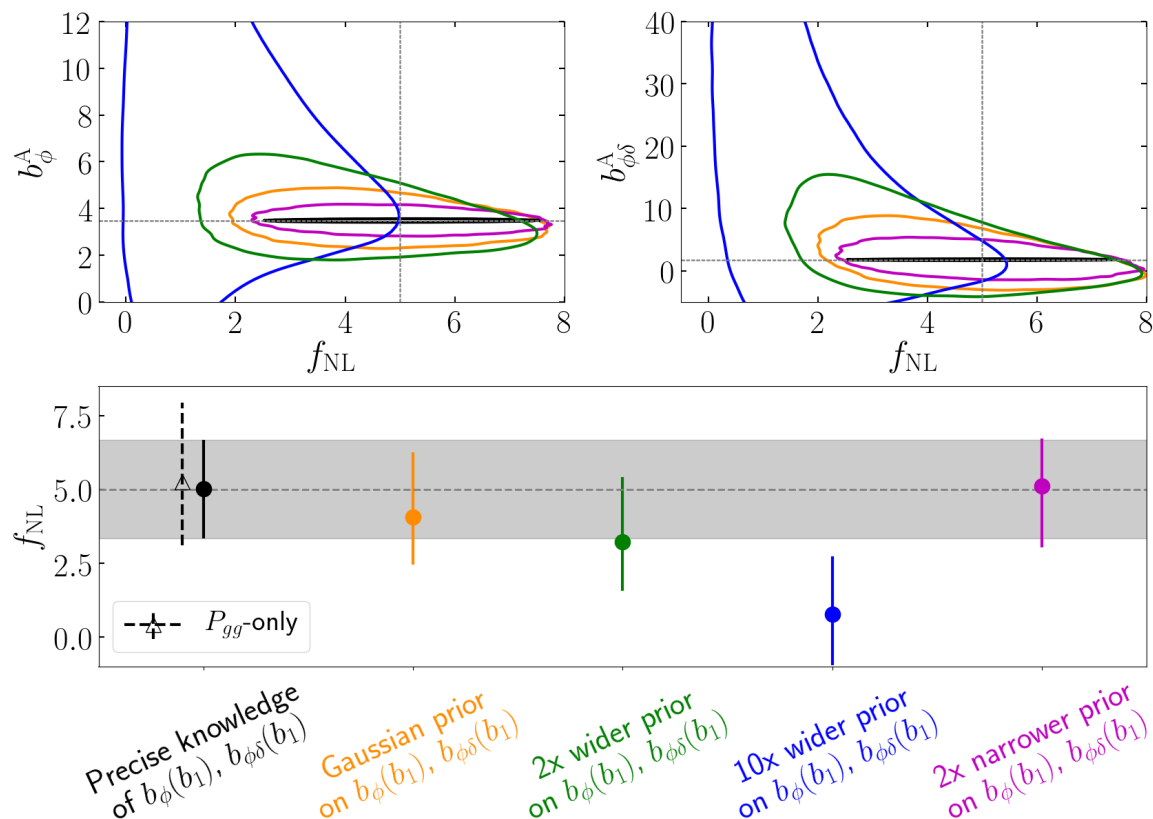 12
10
8
6
4
2
0
b_ϕ^A
0 2 4 6 8
f_NL
40
30
20
10
0
b_ϕδ^A
0 2 4 6 8
f_NL
7.5
5.0
2.5
0.0
f_NL
P_gg-only
Precise knowledge
of b_ϕ(b_1), b_ϕδ(b_1)
Gaussian prior
on b_ϕ(b_1), b_ϕδ(b_1)
2x wider prior
on b_ϕ(b_1), b_ϕδ(b_1)
10x wider prior
on b_ϕ(b_1), b_ϕδ(b_1)
2x narrower prior
on b_ϕ(b_1), b_ϕδ(b_1)